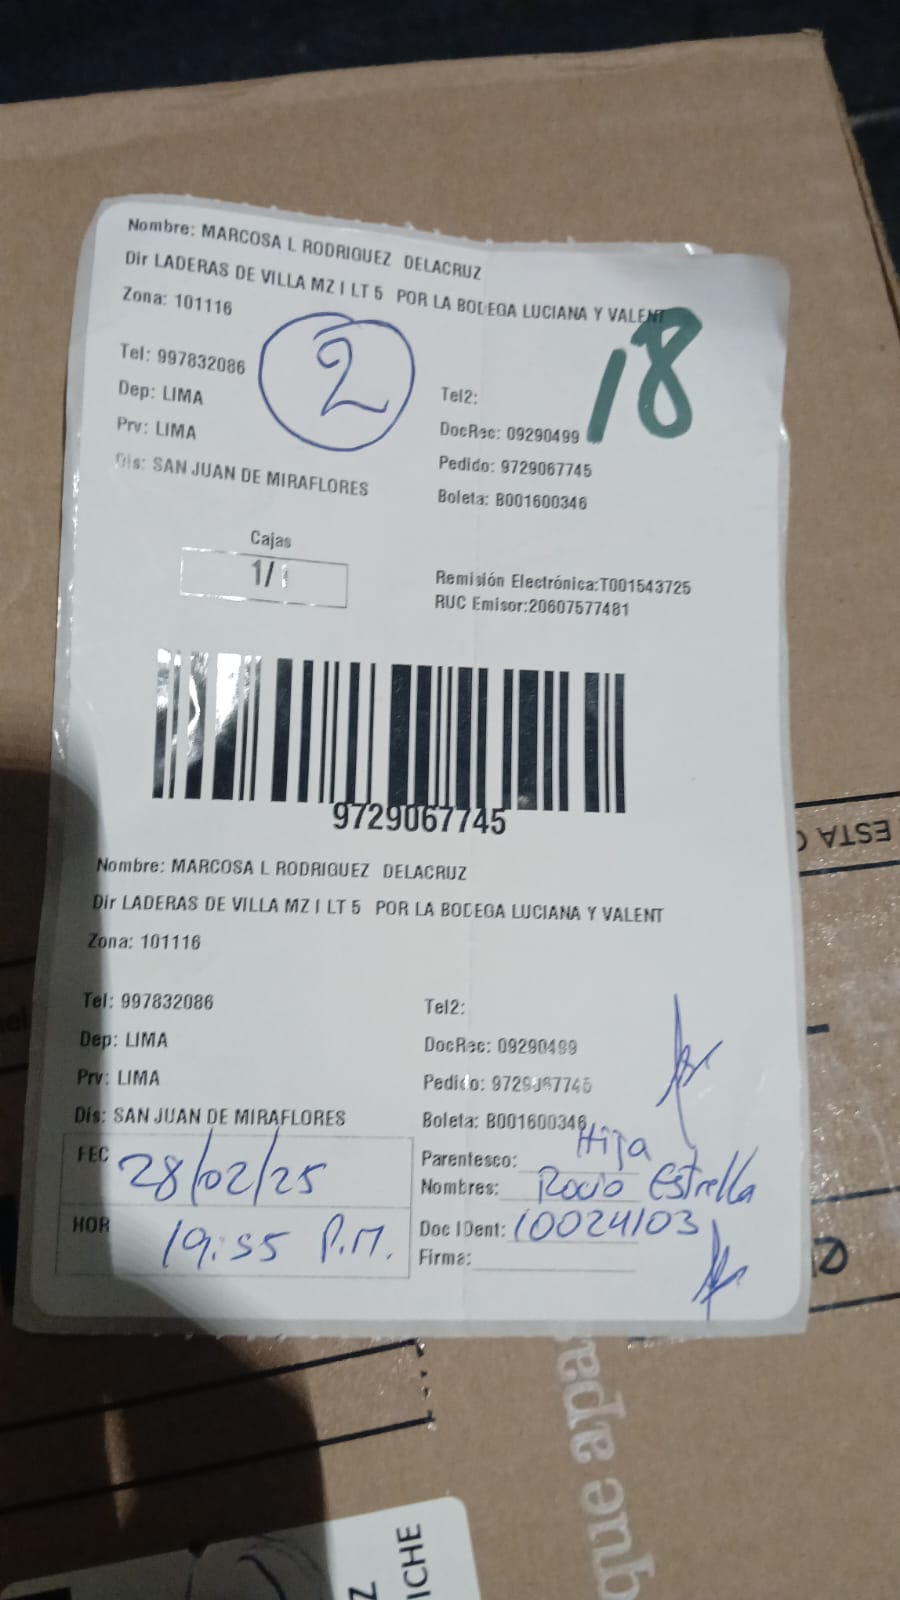 Nombre: MARCOSA L RODRIGUEZ DELACRUZ
Dir LADERAS DE VILLA MZ I LT 5 POR LA BODEGA LUCIANA Y VALENT
Zona: 101116
2
18
Tel: 997832086
Tel2:
Dep: LIMA
DocRec: 09290499
Prv: LIMA
Pedido: 9729067745
Dis: SAN JUAN DE MIRAFLORES
Boleta: B001600346
Cajas
1/1
Remisión Electrónica:T001543725
RUC Emisor:20607577481
9729067745
Nombre: MARCOSA L RODRIGUEZ DELACRUZ
Dir LADERAS DE VILLA MZ I LT 5 POR LA BODEGA LUCIANA Y VALENT
Zona: 101116
Tel: 997832086
Tel2:
Dep: LIMA
DocRec: 09290499
Prv: LIMA
Pedido: 9729067745
Dis: SAN JUAN DE MIRAFLORES
Boleta: B001600346
FEC 28/02/25
Parentesco: Hija
Nombres: Rocio Estrella
HOR 19:55 P.M.
Doc IDent: 10024103
Firma:
ESTA
que
ICHE